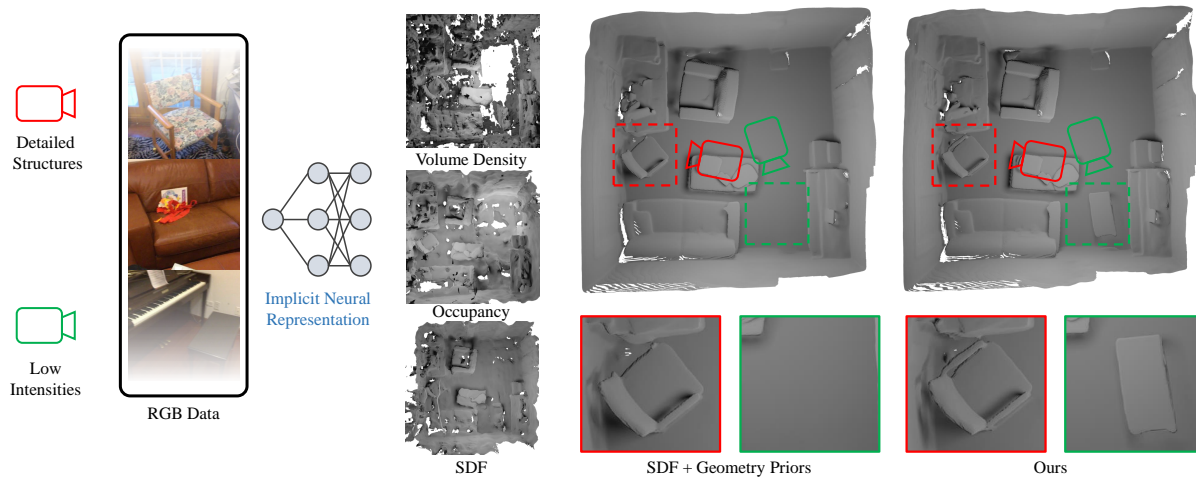 Detailed
Structures
Low
Intensities
RGB Data
Implicit Neural
Representation
Volume Density
Occupancy
SDF
SDF + Geometry Priors
Ours